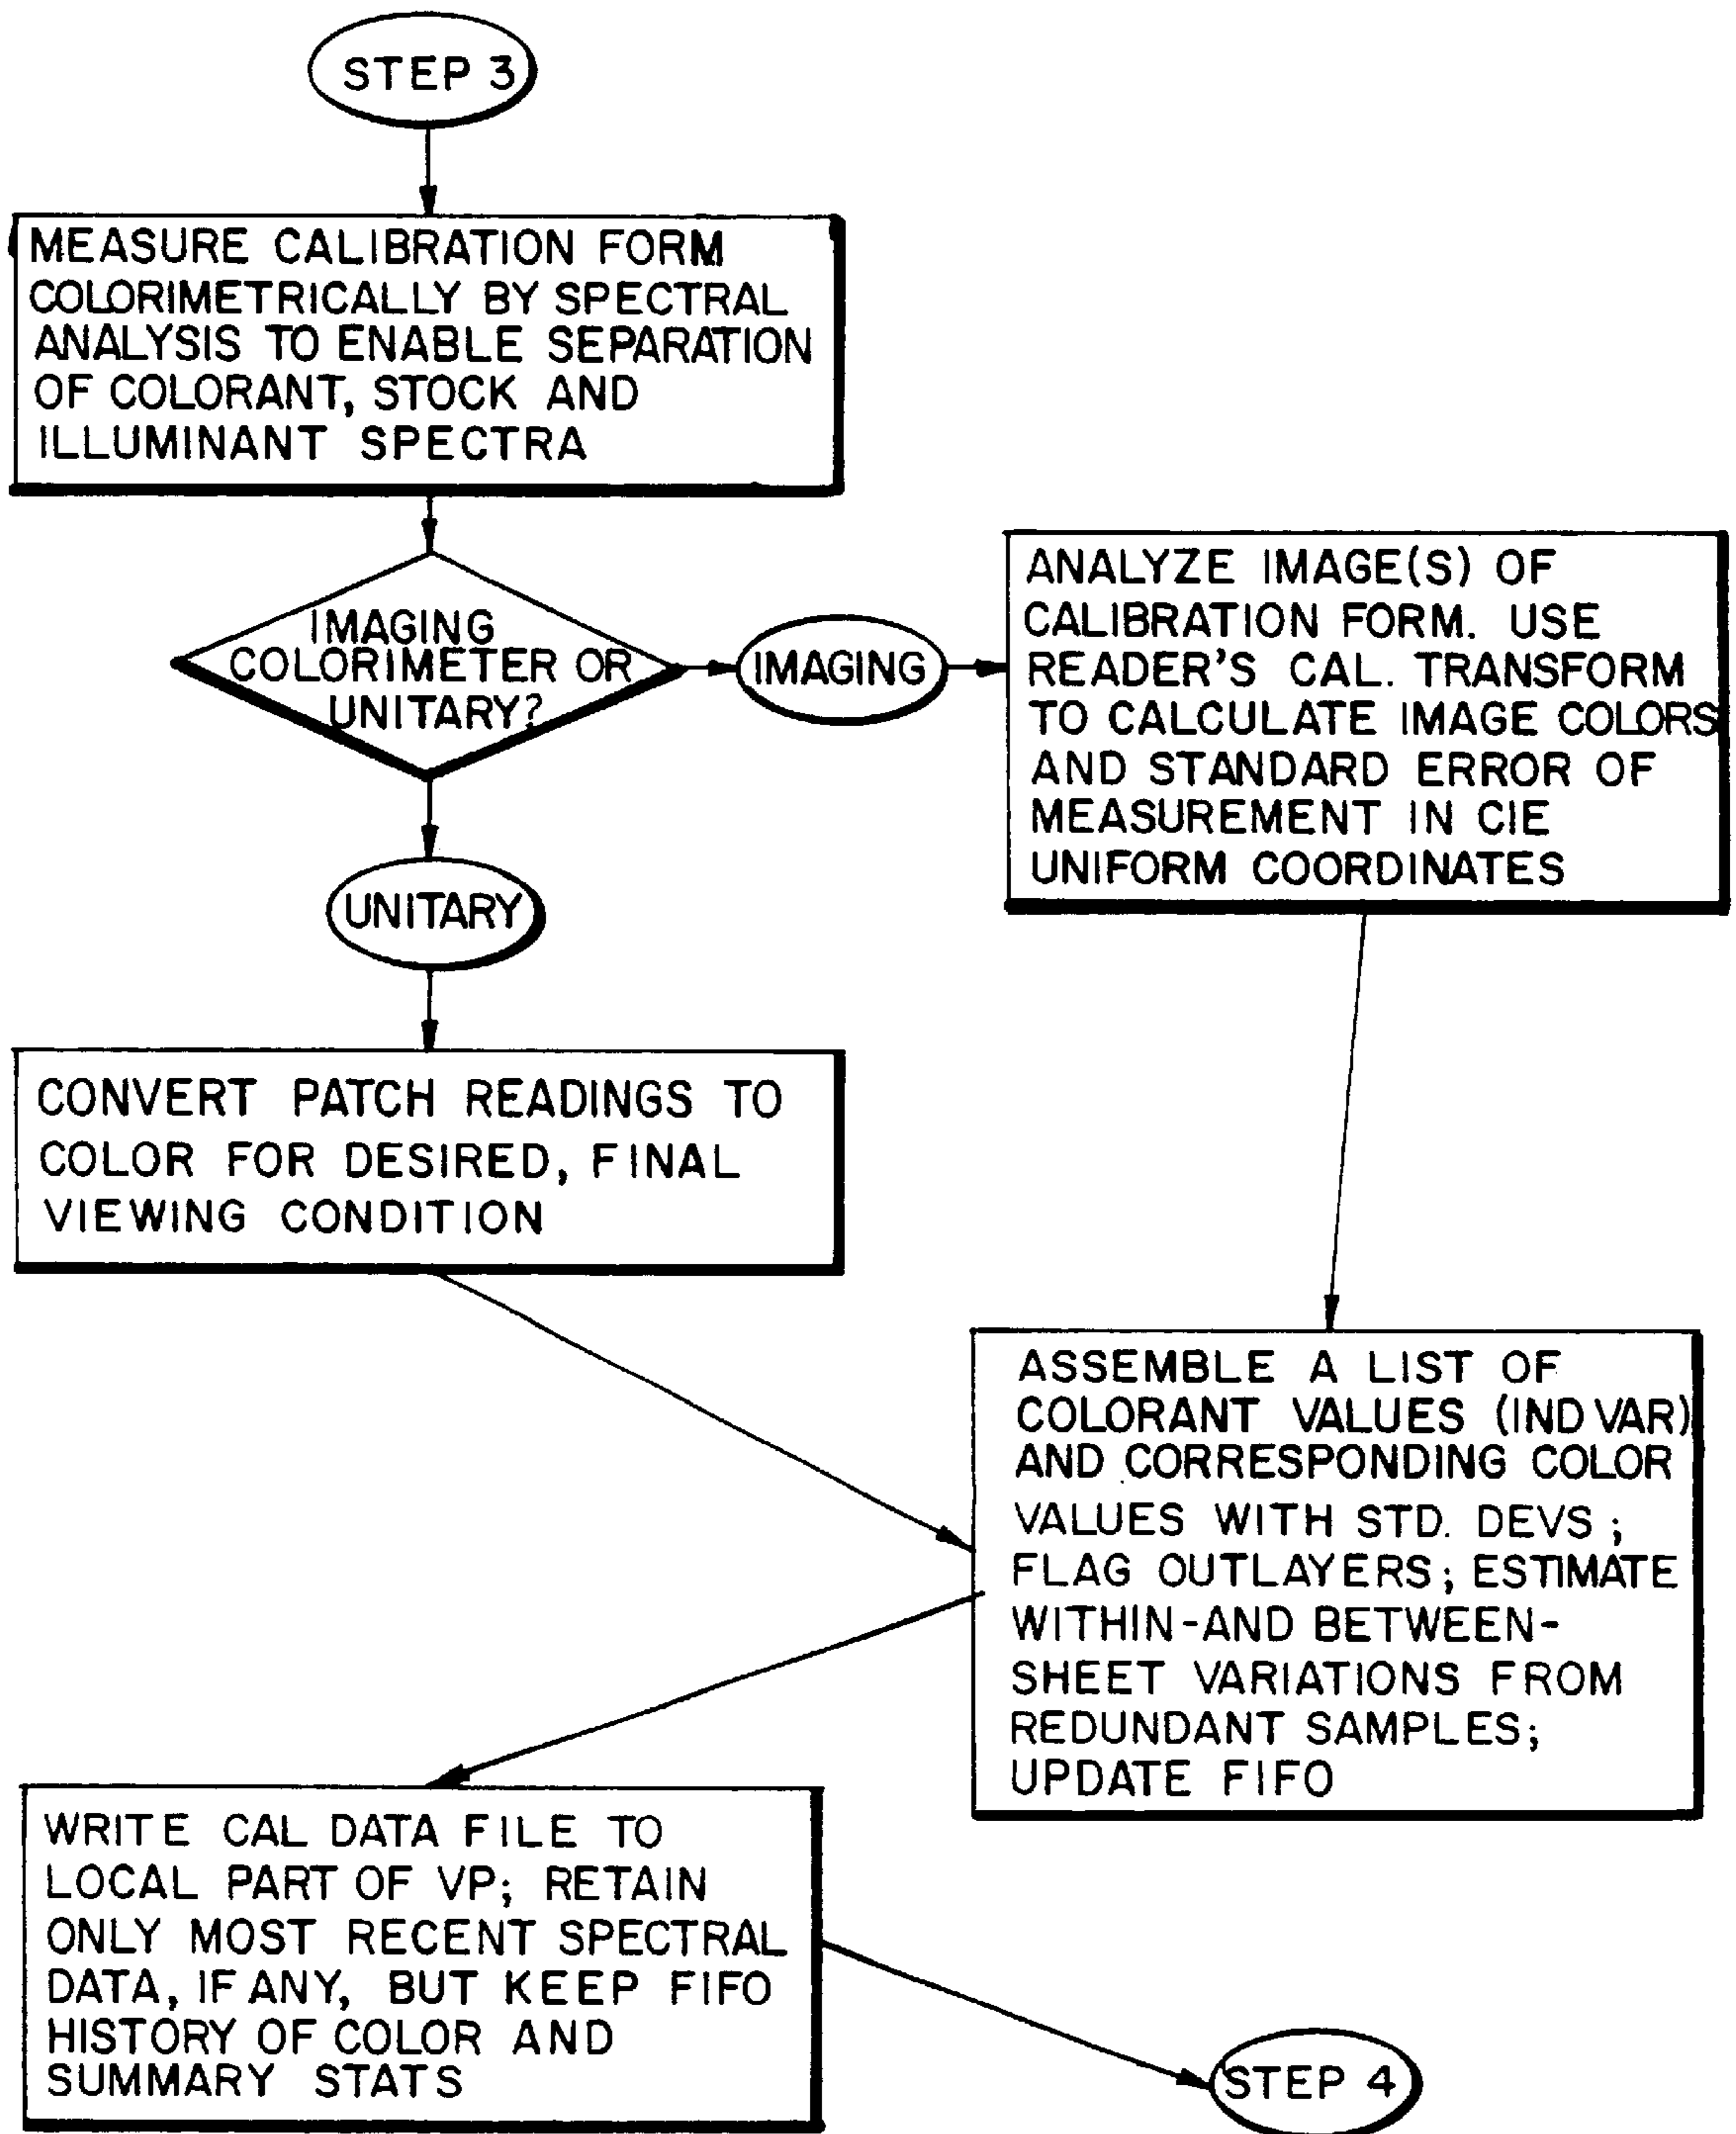 STEP 3
MEASURE CALIBRATION FORM
COLORIMETRICALLY BY SPECTRAL
ANALYSIS TO ENABLE SEPARATION
OF COLORANT, STOCK AND
ILLUMINANT SPECTRA
IMAGING
COLORIMETER OR
UNITARY?
IMAGING
ANALYZE IMAGE(S) OF
CALIBRATION FORM. USE
READER'S CAL. TRANSFORM
TO CALCULATE IMAGE COLORS
AND STANDARD ERROR OF
MEASUREMENT IN CIE
UNIFORM COORDINATES
UNITARY
CONVERT PATCH READINGS TO
COLOR FOR DESIRED, FINAL
VIEWING CONDITION
ASSEMBLE A LIST OF
COLORANT VALUES (IND VAR)
AND CORRESPONDING COLOR
VALUES WITH STD. DEVS;
FLAG OUTLAYERS; ESTIMATE
WITHIN-AND BETWEEN-
SHEET VARIATIONS FROM
REDUNDANT SAMPLES;
UPDATE FIFO
WRITE CAL DATA FILE TO
LOCAL PART OF VP; RETAIN
ONLY MOST RECENT SPECTRAL
DATA, IF ANY, BUT KEEP FIFO
HISTORY OF COLOR AND
SUMMARY STATS
STEP 4